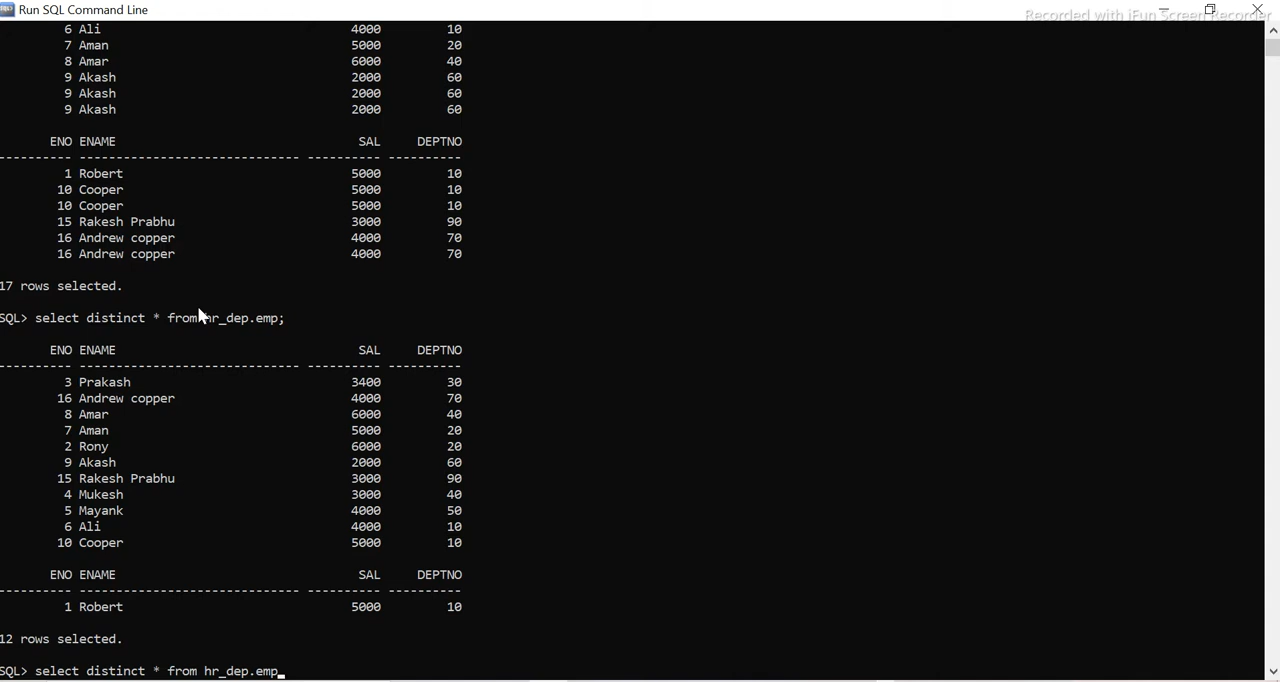 Run SQL Command Line
Recorded with iFun Screen Recorder
6 Ali 4000 10
7 Aman 5000 20
8 Amar 6000 40
9 Akash 2000 60
9 Akash 2000 60
9 Akash 2000 60
ENO ENAME SAL DEPTNO
---------- ------------------------------ ---------- ----------
1 Robert 5000 10
10 Cooper 5000 10
10 Cooper 5000 10
15 Rakesh Prabhu 3000 90
16 Andrew copper 4000 70
16 Andrew copper 4000 70
17 rows selected.
SQL> select distinct * from hr_dep.emp;
ENO ENAME SAL DEPTNO
---------- ------------------------------ ---------- ----------
3 Prakash 3400 30
16 Andrew copper 4000 70
8 Amar 6000 40
7 Aman 5000 20
2 Rony 6000 20
9 Akash 2000 60
15 Rakesh Prabhu 3000 90
4 Mukesh 3000 40
5 Mayank 4000 50
6 Ali 4000 10
10 Cooper 5000 10
ENO ENAME SAL DEPTNO
---------- ------------------------------ ---------- ----------
1 Robert 5000 10
12 rows selected.
SQL> select distinct * from hr_dep.emp_